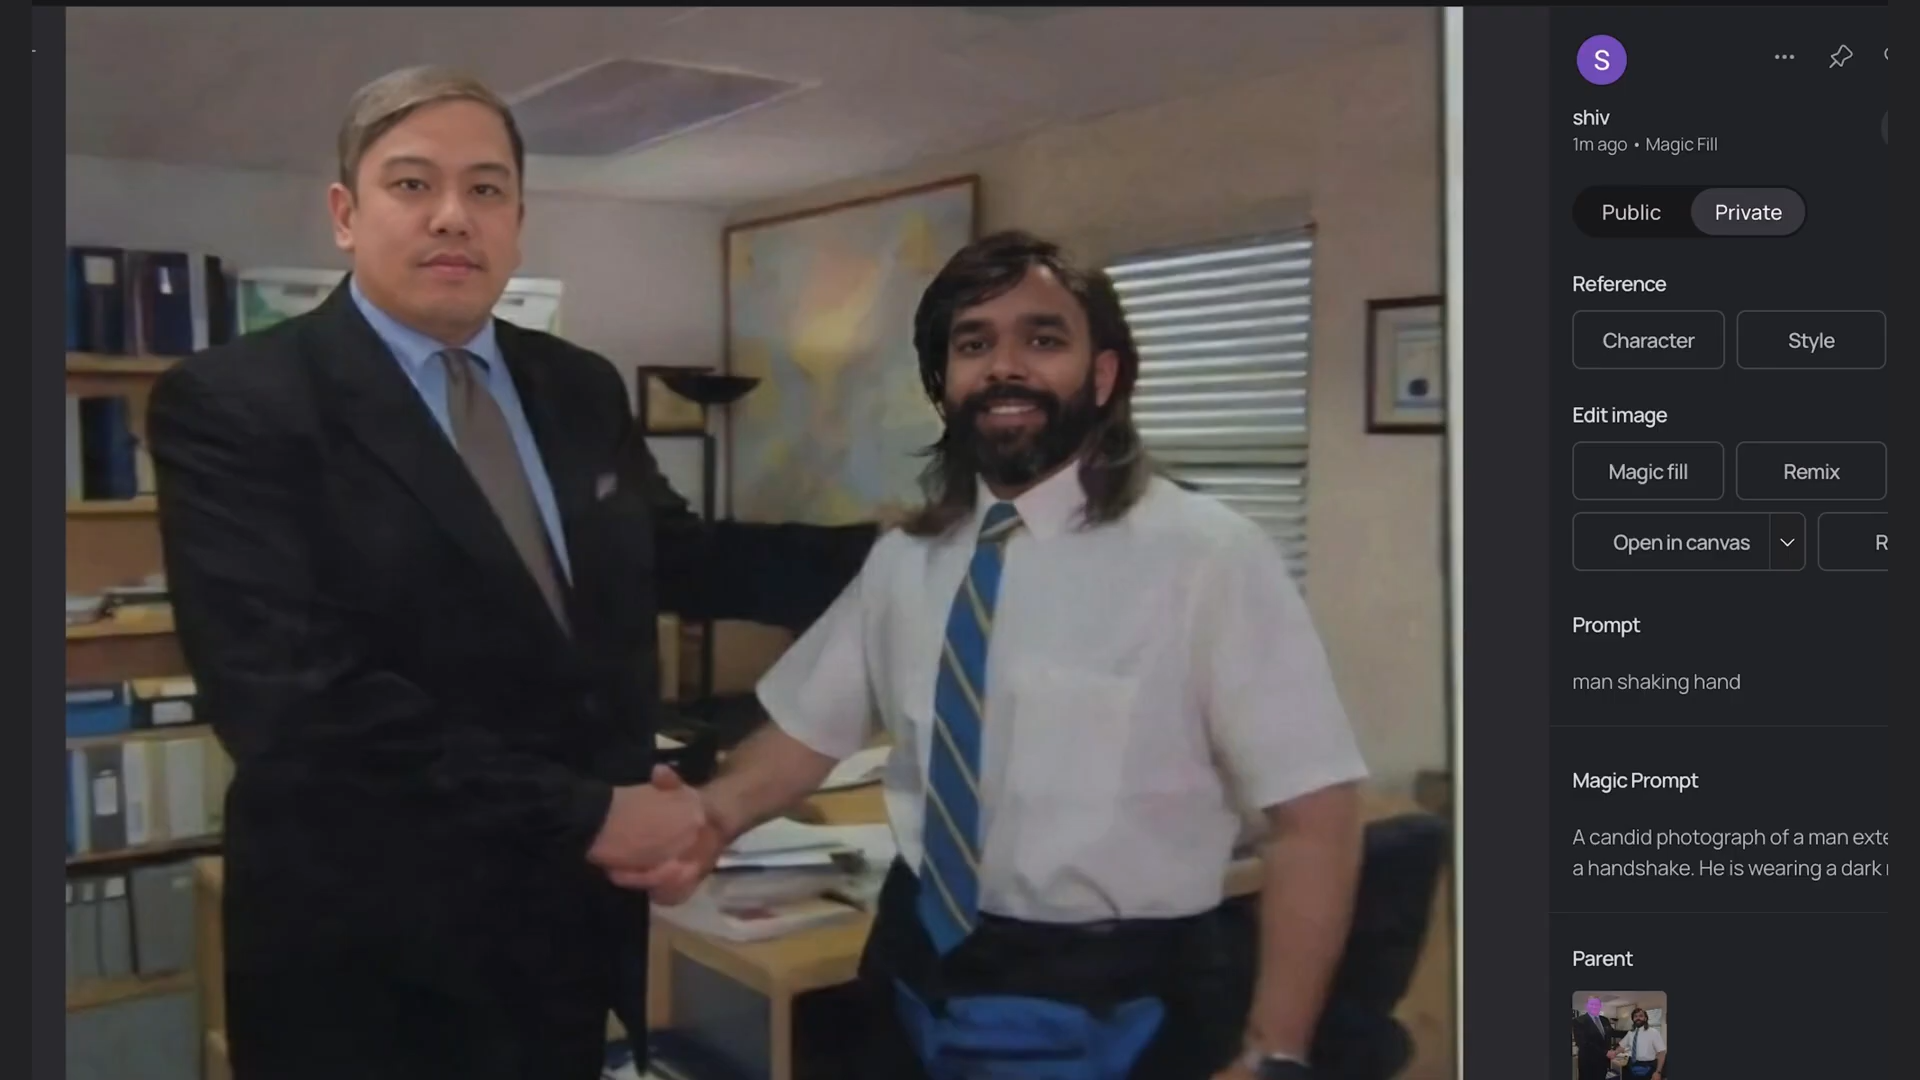 S
shiv
1m ago • Magic Fill
Public Private
Reference
Character Style
Edit image
Magic fill Remix
Open in canvas R
Prompt
man shaking hand
Magic Prompt
A candid photograph of a man exte
a handshake. He is wearing a dark
Parent